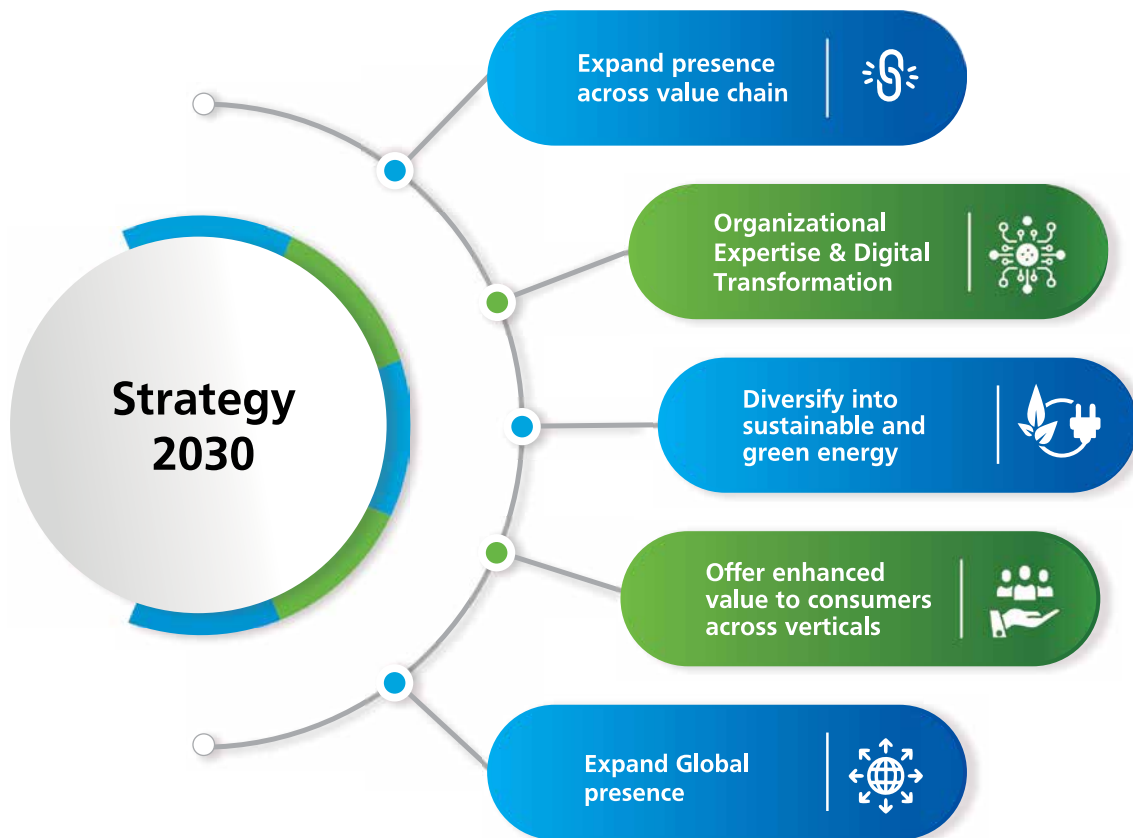 Strategy
2030
Expand presence
across value chain
Organizational
Expertise & Digital
Transformation
Diversify into
sustainable and
green energy
Offer enhanced
value to consumers
across verticals
Expand Global
presence